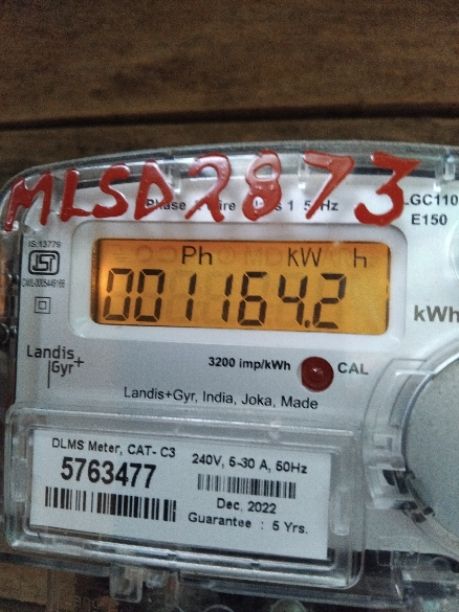 MLSD2873
LGC110
E150
IS:13779
Ph kW h
001164.2
kWh
Landis
Gyr+
3200 imp/kWh
CAL
Landis+Gyr, India, Joka, Made
DLMS Meter, CAT- C3
5763477
240V, 5-30 A, 50Hz
Dec, 2022
Guarantee : 5 Yrs.